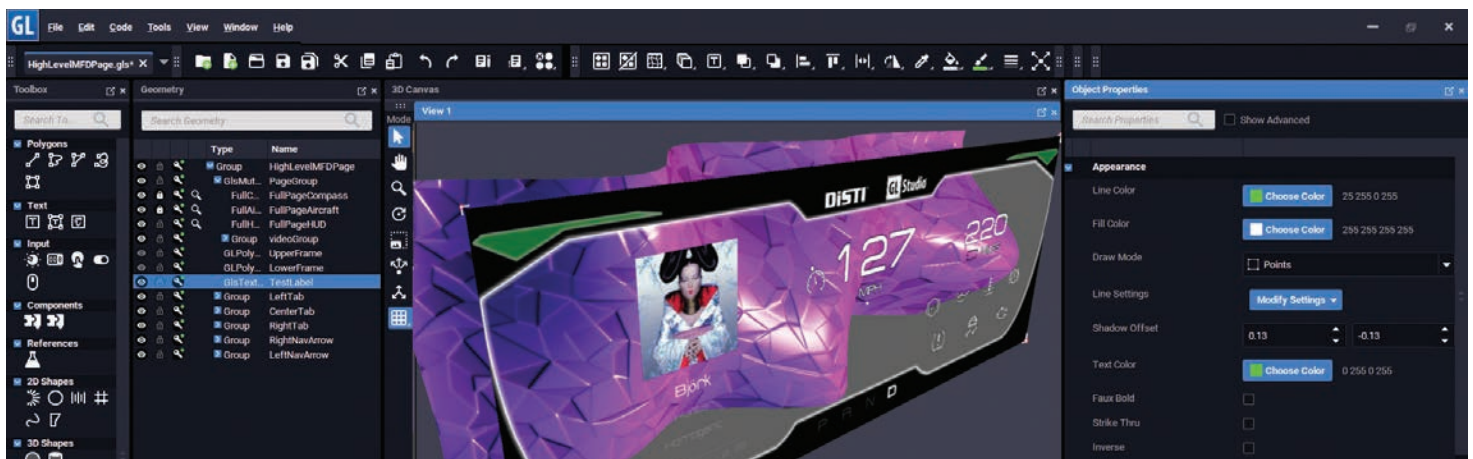 GL File Edit Code Tools View Window Help
HighLevelMFDPage.gls*
Toolbox
Search To...
Polygons
Text
Input
Components
References
2D Shapes
3D Shapes
Geometry
Search Geometry
Type Name
Group HighLevelMFDPage
GlsMut... PageGroup
FullC... FullPageCompass
FullAi... FullPageAircraft
FullH... FullPageHUD
Group videoGroup
GLPoly... UpperFrame
GLPoly... LowerFrame
GlsText... TestLabel
Group LeftTab
Group CenterTab
Group RightTab
Group RightNavArrow
Group LeftNavArrow
3D Canvas
Mode
View 1
DiSTI GL Studio
127
MPH
220
Björk
P R N D
Object Properties
Search Properties
Show Advanced
Appearance
Line Color Choose Color 25 255 0 255
Fill Color Choose Color 255 255 255 255
Draw Mode Points
Line Settings Modify Settings
Shadow Offset 0.13 -0.13
Text Color Choose Color 0 255 0 255
Faux Bold
Strike Thru
Inverse